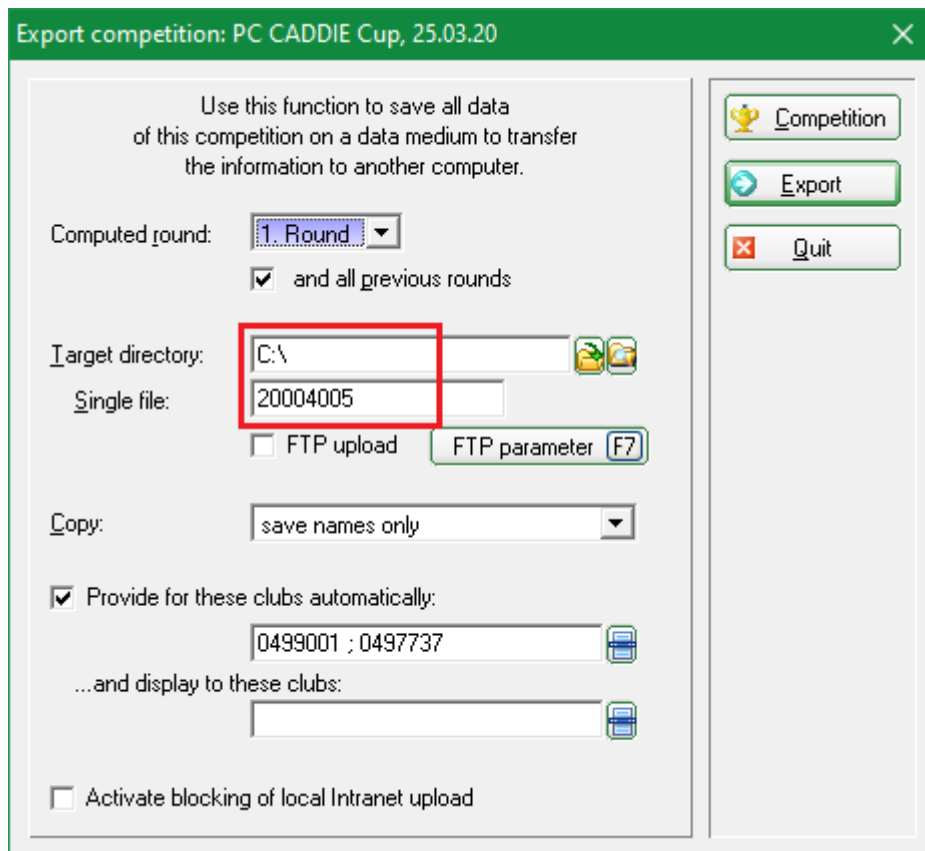 Export competition: PC CADDIE Cup, 25.03.20
Use this function to save all data
of this competition on a data medium to transfer
the information to another computer.
Competition
Export
Quit
Computed round: 1. Round
and all previous rounds
Target directory: C:\
Single file: 20004005
FTP upload FTP parameter F7
Copy: save names only
Provide for these clubs automatically:
0499001 ; 0497737
...and display to these clubs:
Activate blocking of local Intranet upload